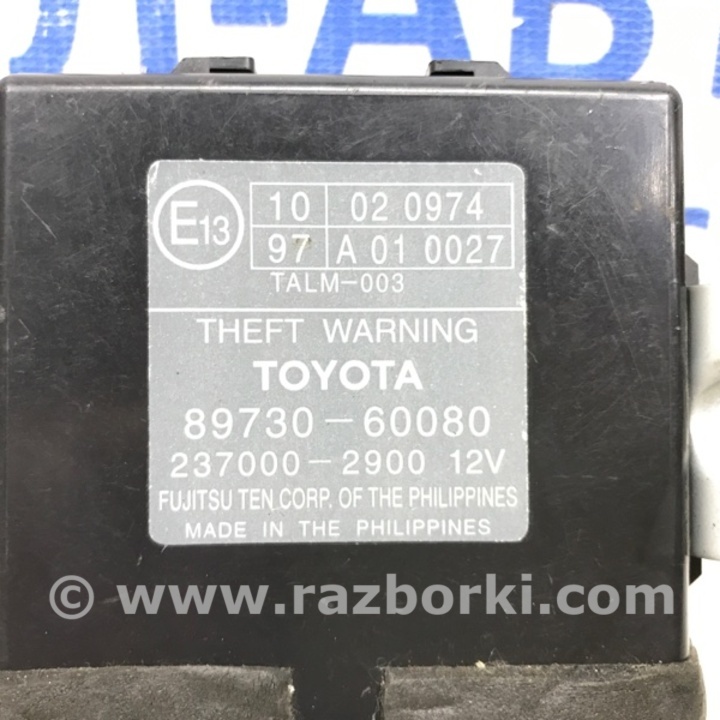 Л-АВТ
E13
10 02 0974
97 A 01 0027
TALM-003
THEFT WARNING
TOYOTA
89730-60080
237000-2900 12V
FUJITSU TEN CORP. OF THE PHILIPPINES
MADE IN THE PHILIPPINES
© www.razborki.com